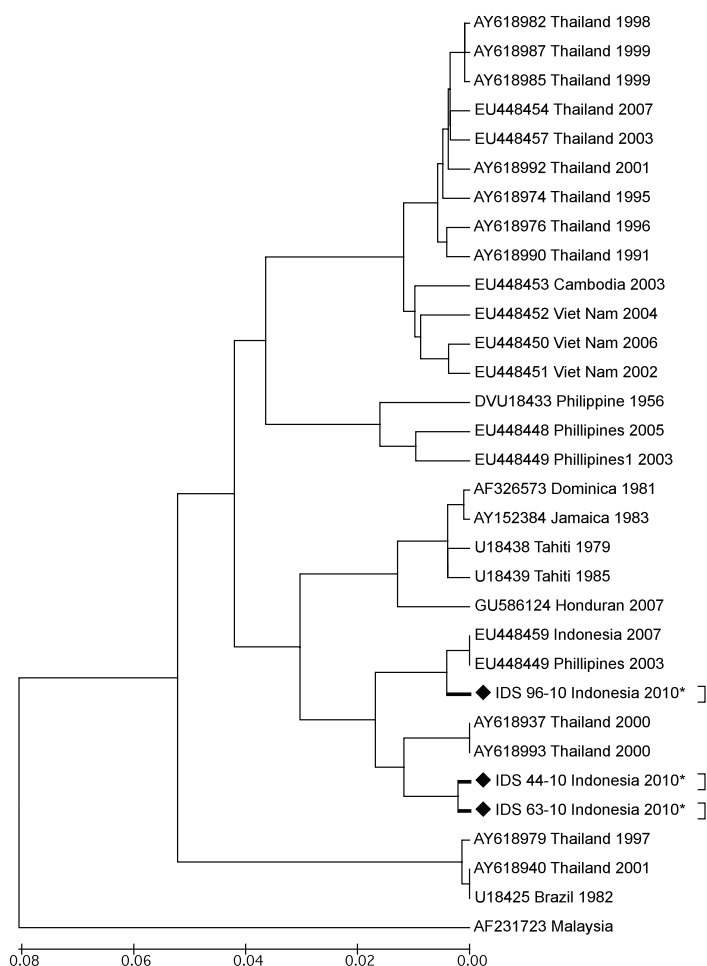 AY618982 Thailand 1998
AY618987 Thailand 1999
AY618985 Thailand 1999
EU448454 Thailand 2007
EU448457 Thailand 2003
AY618992 Thailand 2001
AY618974 Thailand 1995
AY618976 Thailand 1996
AY618990 Thailand 1991
EU448453 Cambodia 2003
EU448452 Viet Nam 2004
EU448450 Viet Nam 2006
EU448451 Viet Nam 2002
DVU18433 Philippine 1956
EU448448 Phillipines 2005
EU448449 Phillipines1 2003
AF326573 Dominica 1981
AY152384 Jamaica 1983
U18438 Tahiti 1979
U18439 Tahiti 1985
GU586124 Honduran 2007
EU448459 Indonesia 2007
EU448449 Phillipines 2003
IDS 96-10 Indonesia 2010*
AY618937 Thailand 2000
AY618993 Thailand 2000
IDS 44-10 Indonesia 2010*
IDS 63-10 Indonesia 2010*
AY618979 Thailand 1997
AY618940 Thailand 2001
U18425 Brazil 1982
AF231723 Malaysia
0.08 0.06 0.04 0.02 0.00